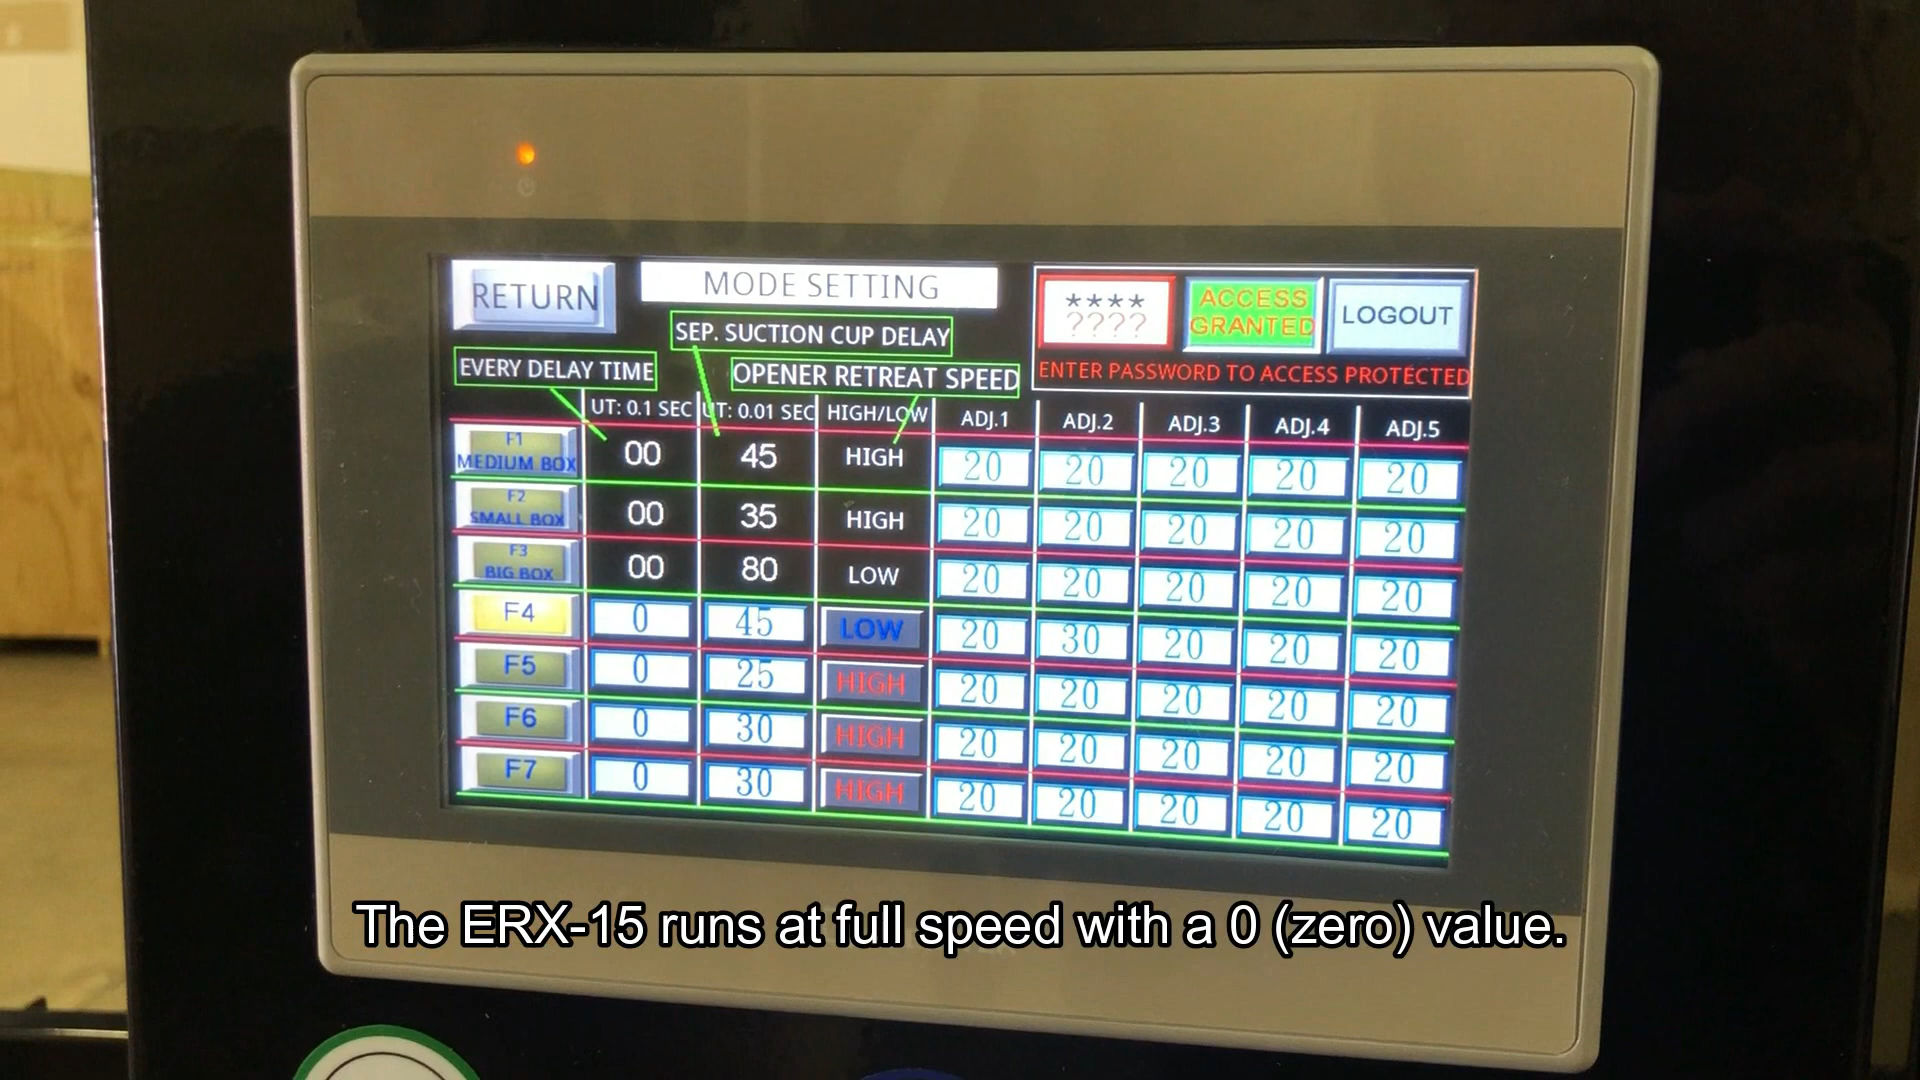 RETURN
MODE SETTING
****
????
ACCESS
GRANTED
LOGOUT
ENTER PASSWORD TO ACCESS PROTECTED
SEP. SUCTION CUP DELAY
EVERY DELAY TIME
OPENER RETREAT SPEED
UT: 0.1 SEC UT: 0.01 SEC HIGH/LOW ADJ.1 ADJ.2 ADJ.3 ADJ.4 ADJ.5
F1
MEDIUM BOX 00 45 HIGH 20 20 20 20 20
F2
SMALL BOX 00 35 HIGH 20 20 20 20 20
F3
BIG BOX 00 80 LOW 20 20 20 20 20
F4 0 45 LOW 20 30 20 20 20
F5 0 25 HIGH 20 20 20 20 20
F6 0 30 HIGH 20 20 20 20 20
F7 0 30 HIGH 20 20 20 20 20
The ERX-15 runs at full speed with a 0 (zero) value.